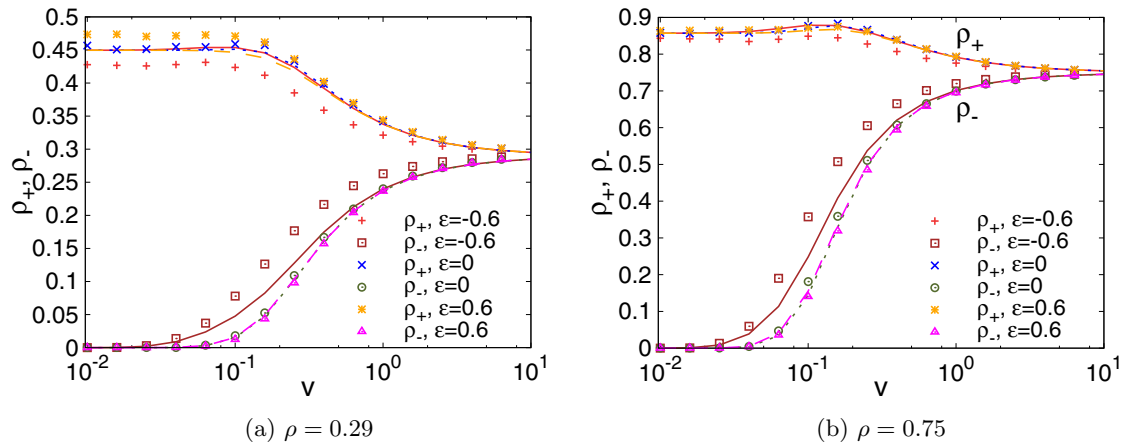 0.5
0.45
0.4
0.35
0.3
0.25
0.2
0.15
0.1
0.05
0
ρ₊, ρ₋
10⁻² 10⁻¹ 10⁰ 10¹
v
ρ₊, ε=-0.6
ρ₋, ε=-0.6
ρ₊, ε=0
ρ₋, ε=0
ρ₊, ε=0.6
ρ₋, ε=0.6
(a) ρ = 0.29
0.9
0.8
0.7
0.6
0.5
0.4
0.3
0.2
0.1
0
ρ₊, ρ₋
10⁻² 10⁻¹ 10⁰ 10¹
v
ρ₊
ρ₋
ρ₊, ε=-0.6
ρ₋, ε=-0.6
ρ₊, ε=0
ρ₋, ε=0
ρ₊, ε=0.6
ρ₋, ε=0.6
(b) ρ = 0.75